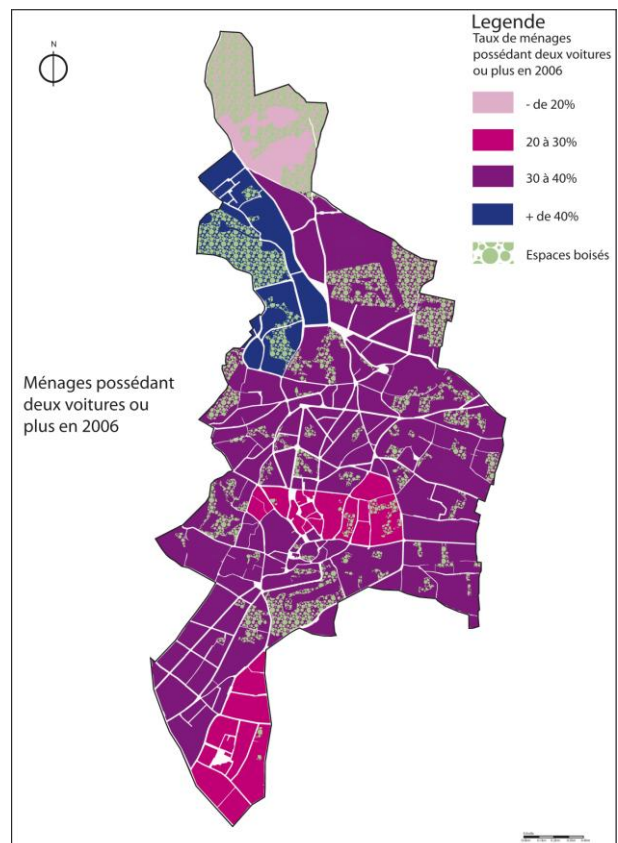 N
Legende
Taux de ménages
possédant deux voitures
ou plus en 2006
- de 20%
20 à 30%
30 à 40%
+ de 40%
Espaces boisés
Ménages possédant
deux voitures ou
plus en 2006